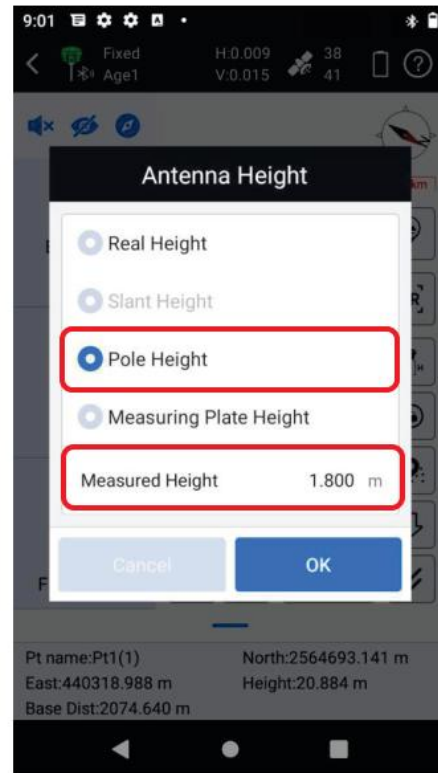 9:01
Fixed H:0.009 38
Age1 V:0.015 41
km
Antenna Height
Real Height
Slant Height
Pole Height
Measuring Plate Height
Measured Height 1.800 m
Cancel OK
F
Pt name:Pt1(1) North:2564693.141 m
East:440318.988 m Height:20.884 m
Base Dist:2074.640 m